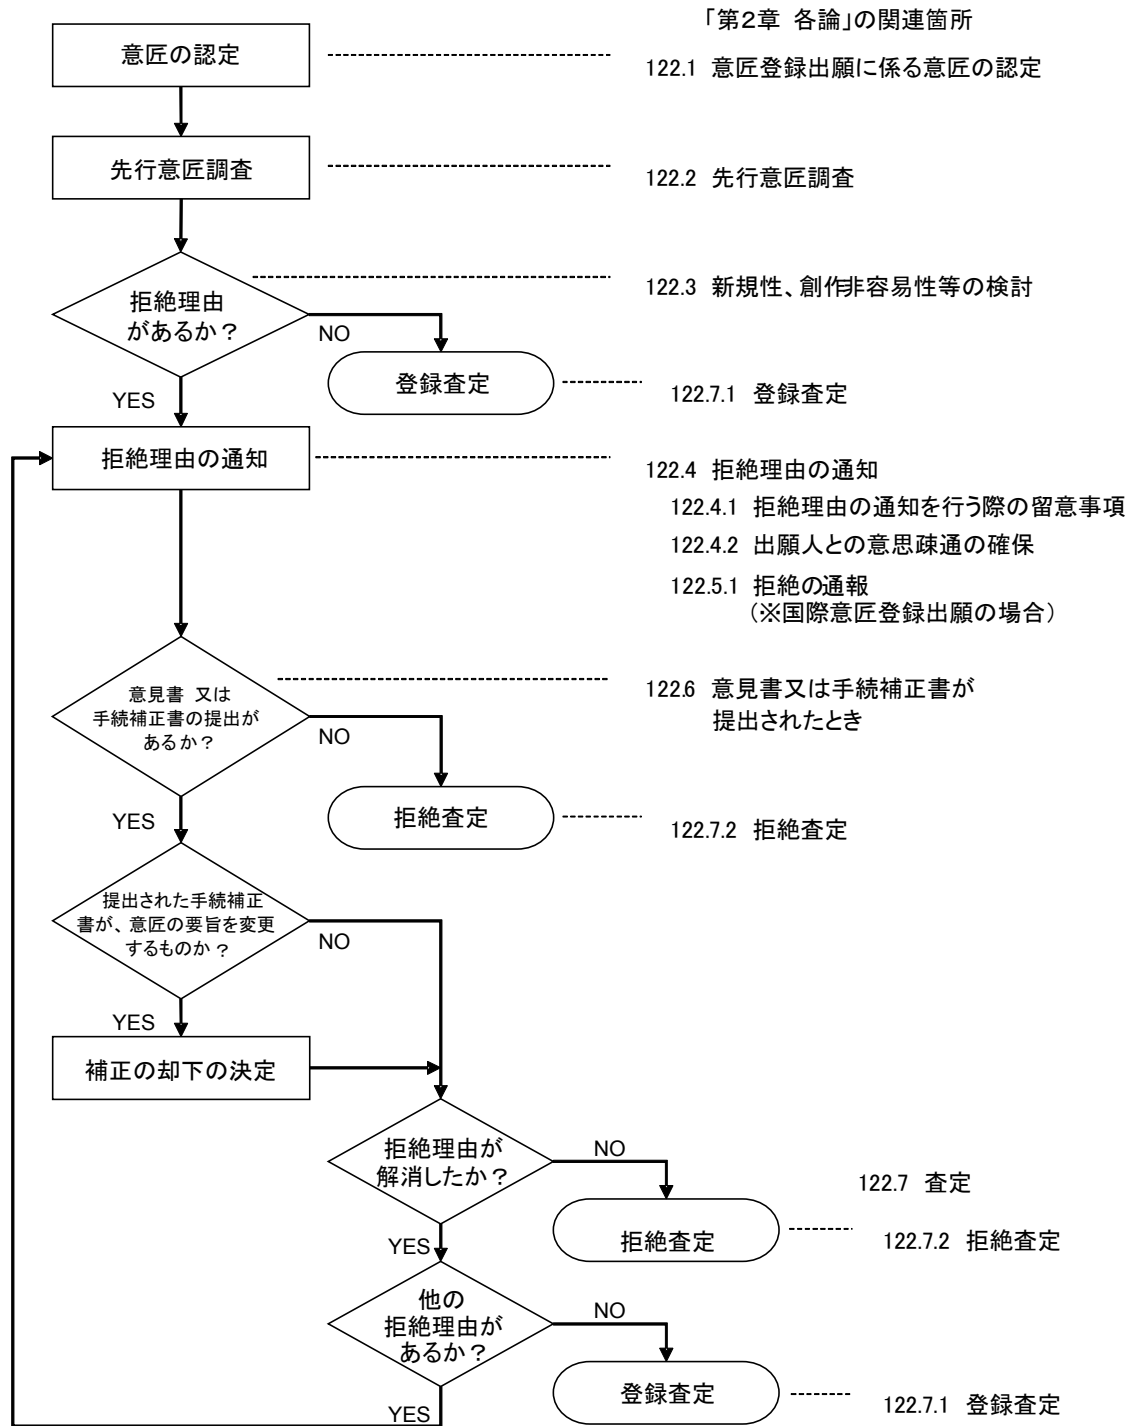 「第2章 各論」の関連箇所
意匠の認定
122.1 意匠登録出願に係る意匠の認定
先行意匠調査
122.2 先行意匠調査
拒絶理由
があるか?
122.3 新規性、創作非容易性等の検討
NO
登録査定
122.7.1 登録査定
YES
拒絶理由の通知
122.4 拒絶理由の通知
122.4.1 拒絶理由の通知を行う際の留意事項
122.4.2 出願人との意思疎通の確保
122.5.1 拒絶の通報
(※国際意匠登録出願の場合)
意見書 又は
手続補正書の提出が
あるか?
122.6 意見書又は手続補正書が
提出されたとき
NO
拒絶査定
122.7.2 拒絶査定
YES
提出された手続補正
書が、意匠の要旨を変更
するものか?
NO
YES
補正の却下の決定
拒絶理由が
解消したか?
NO
122.7 査定
拒絶査定
122.7.2 拒絶査定
YES
他の
拒絶理由が
あるか?
NO
登録査定
122.7.1 登録査定
YES